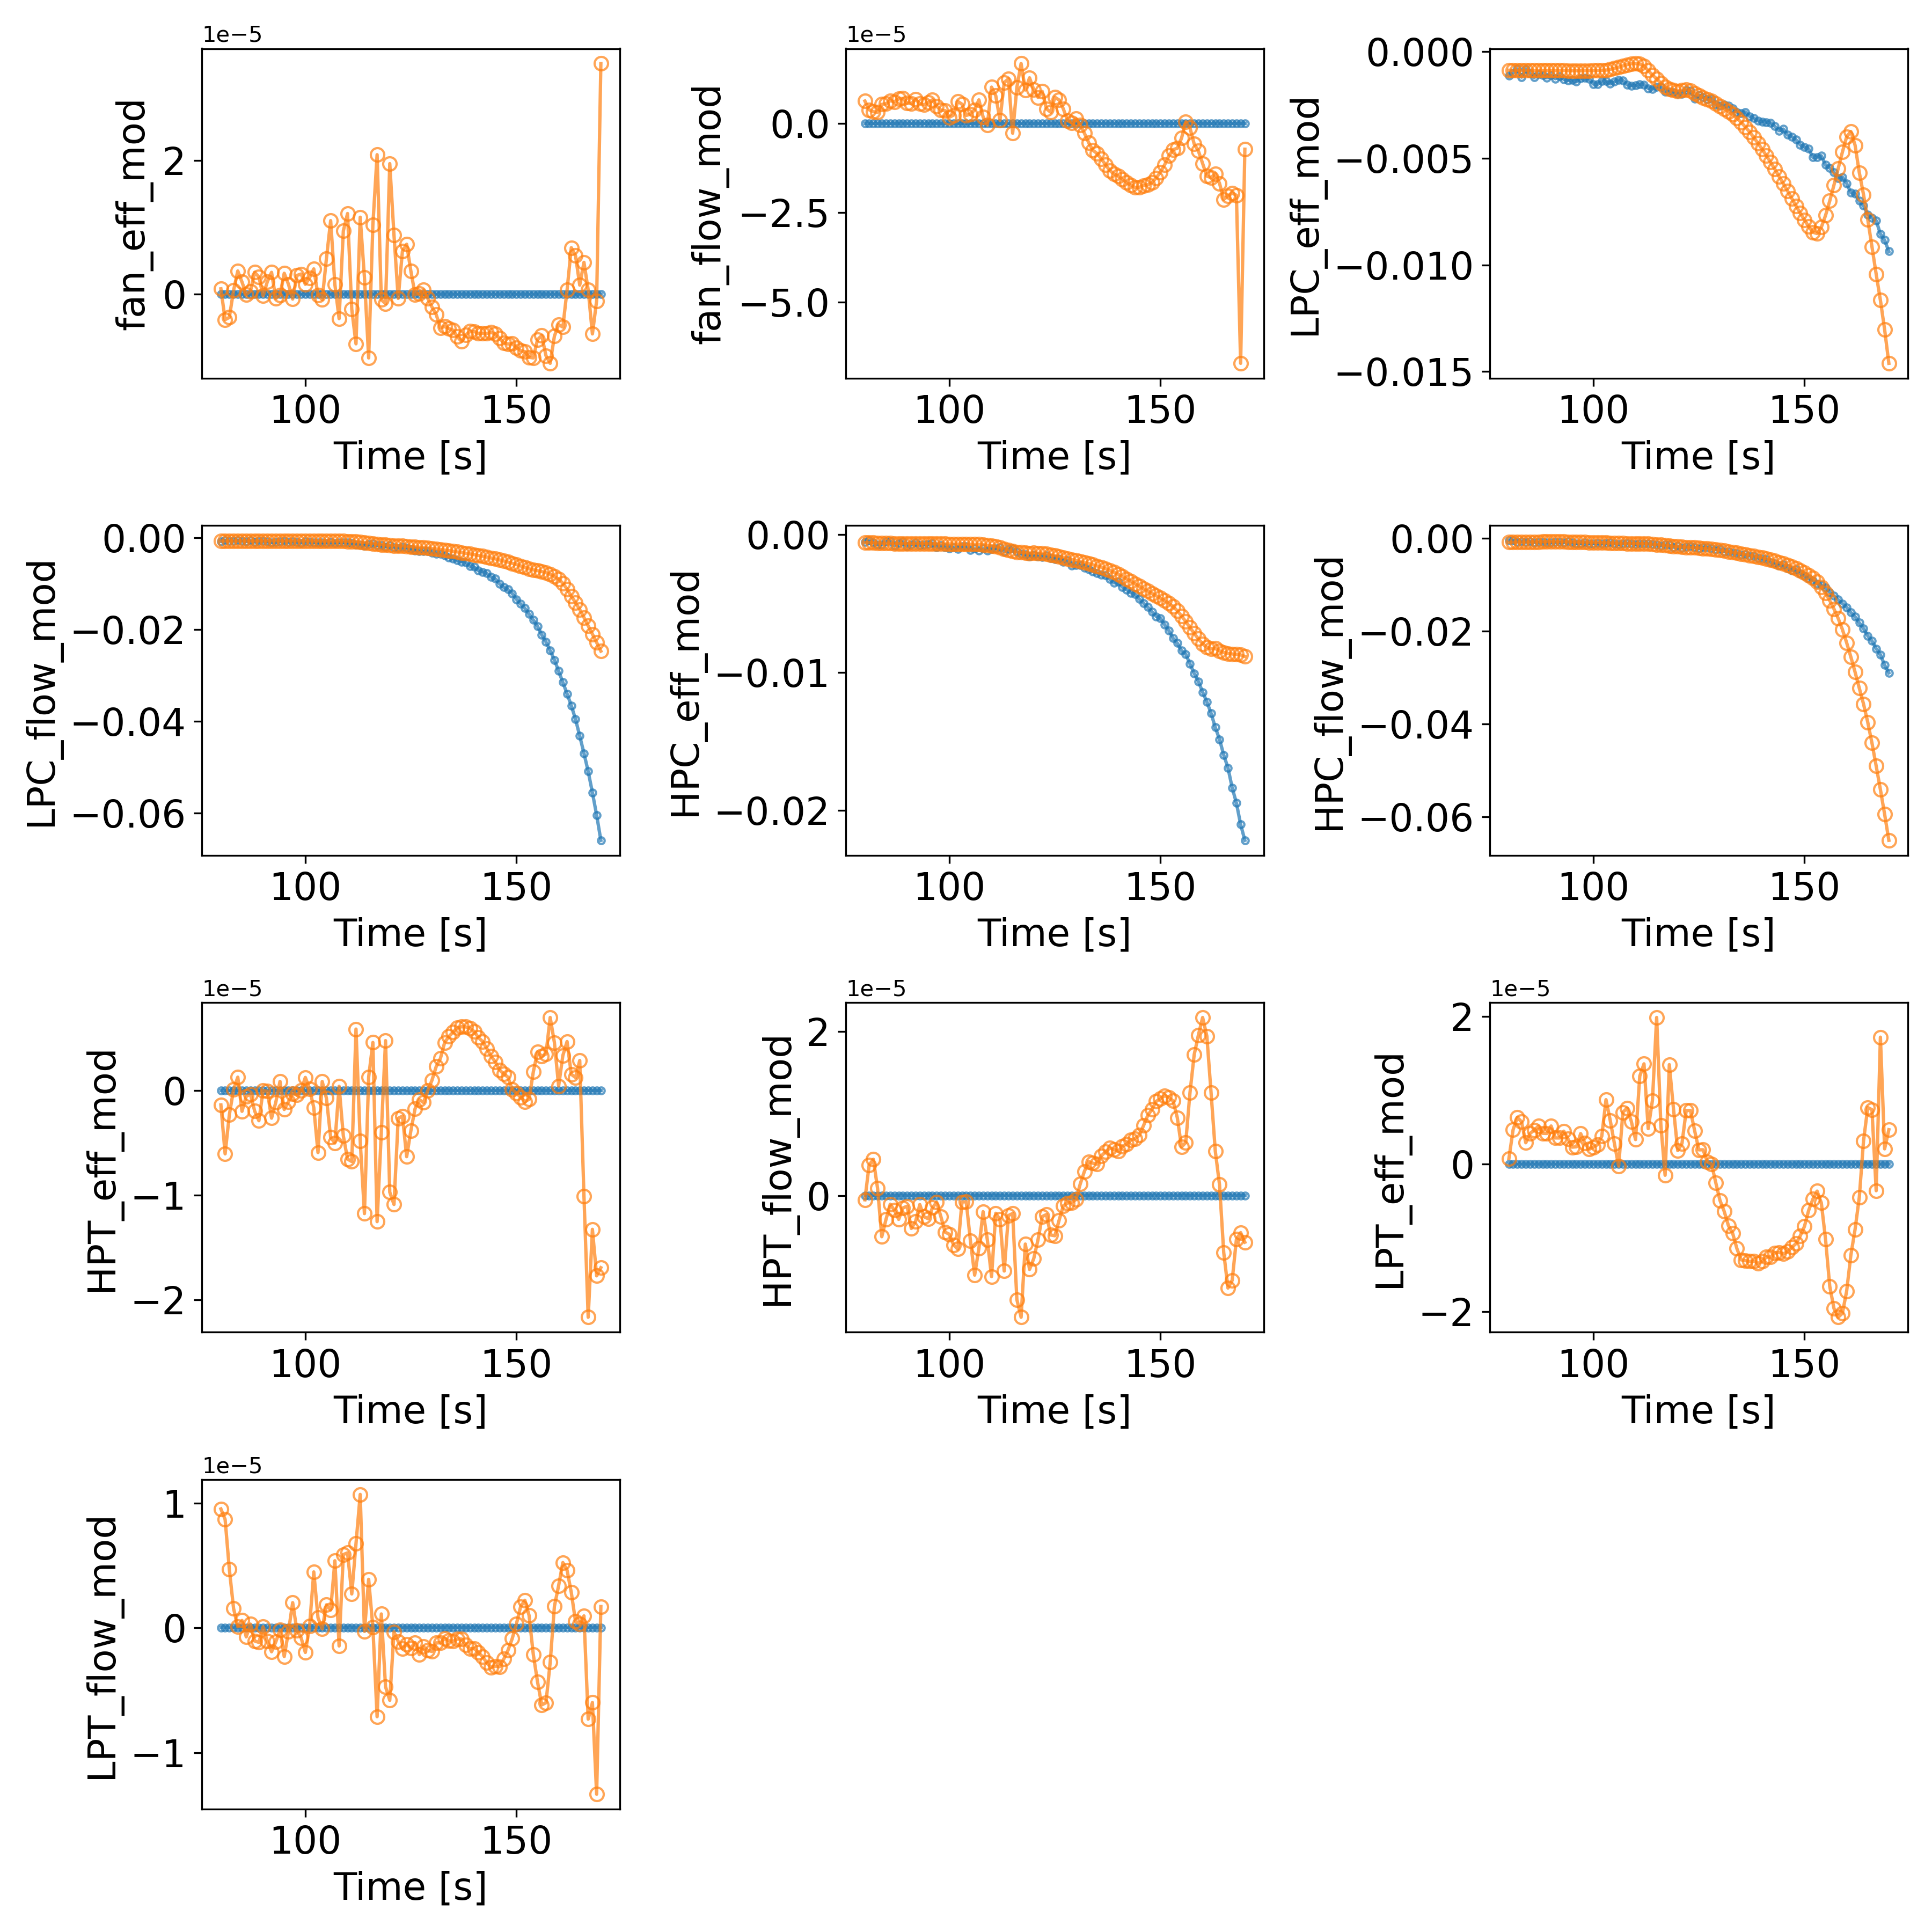 1e−5
fan_eff_mod
2
0
100 150
Time [s]
1e−5
fan_flow_mod
0.0
−2.5
−5.0
100 150
Time [s]
LPC_eff_mod
0.000
−0.005
−0.010
−0.015
100 150
Time [s]
LPC_flow_mod
0.00
−0.02
−0.04
−0.06
100 150
Time [s]
HPC_eff_mod
0.00
−0.01
−0.02
100 150
Time [s]
HPC_flow_mod
0.00
−0.02
−0.04
−0.06
100 150
Time [s]
1e−5
HPT_eff_mod
0
−1
−2
100 150
Time [s]
1e−5
HPT_flow_mod
2
0
100 150
Time [s]
1e−5
LPT_eff_mod
2
0
−2
100 150
Time [s]
1e−5
LPT_flow_mod
1
0
−1
100 150
Time [s]